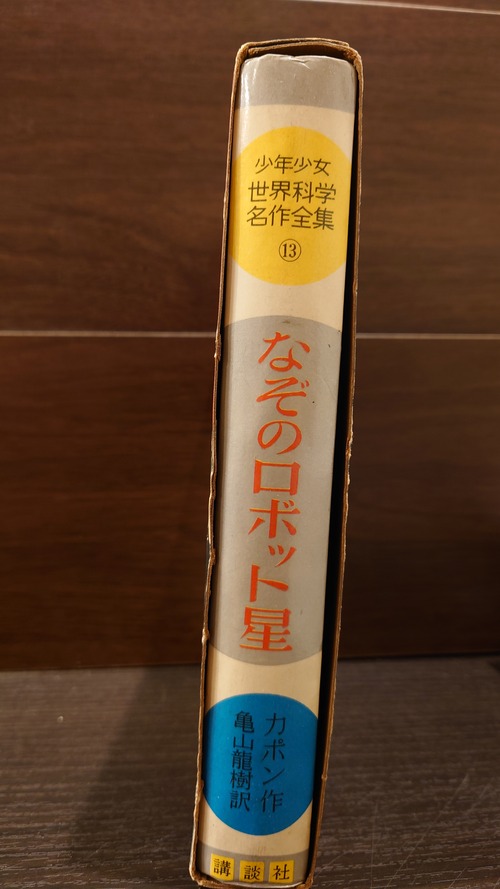 少年少女
世界科学
名作全集
⑬
なぞのロボット星
カポン作
亀山龍樹訳
講談社